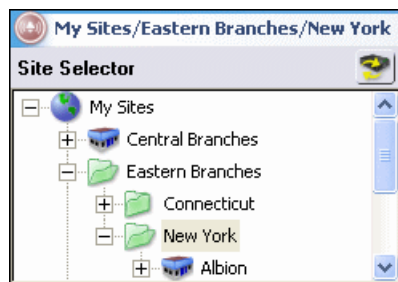 My Sites/Eastern Branches/New York
Site Selector
My Sites
Central Branches
Eastern Branches
Connecticut
New York
Albion